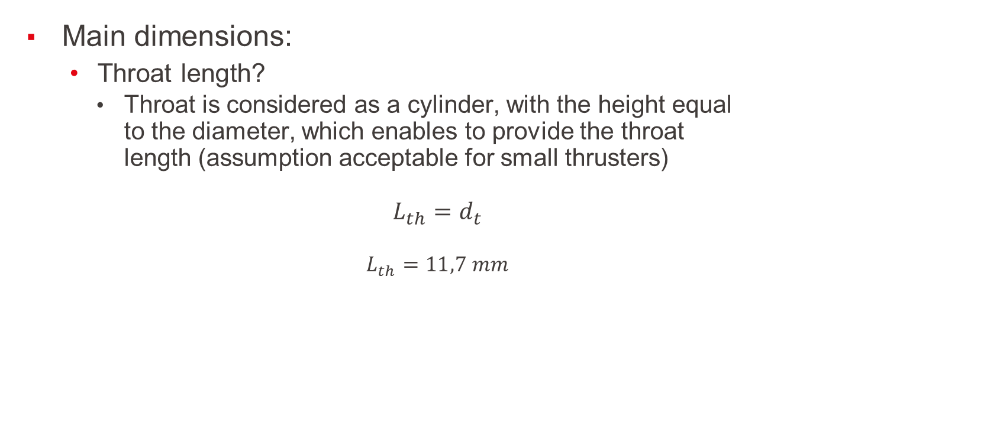 ▪ Main dimensions:
• Throat length?
• Throat is considered as a cylinder, with the height equal
to the diameter, which enables to provide the throat
length (assumption acceptable for small thrusters)
L_{th} = d_t
L_{th} = 11,7 mm